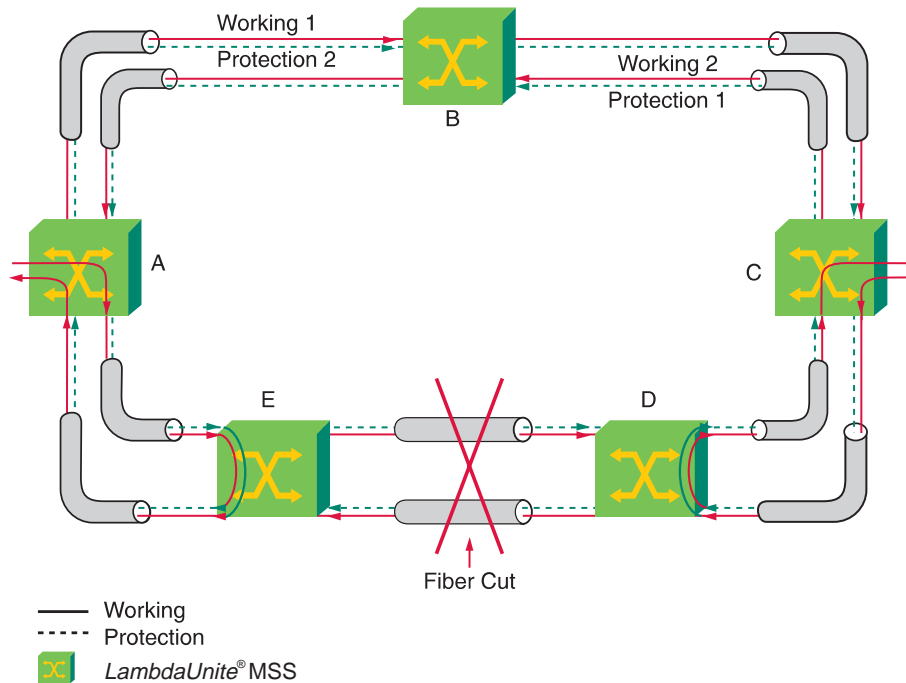 Working 1
Protection 2
Working 2
Protection 1
B
A
C
E
D
Fiber Cut
Working
Protection
LambdaUnite® MSS